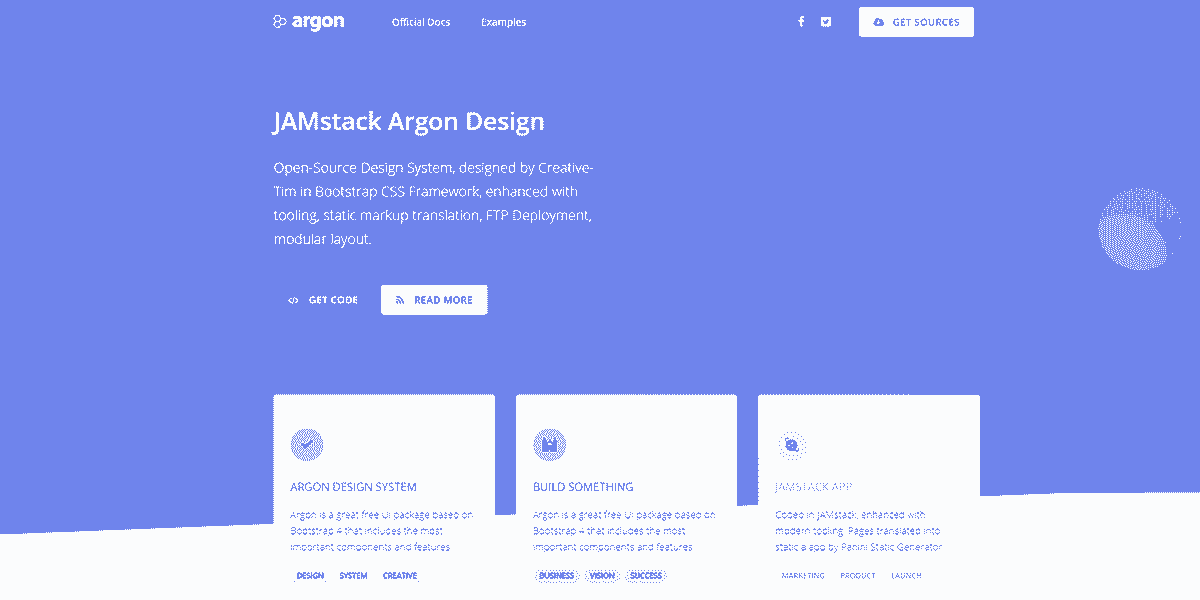 argon Official Docs Examples GET SOURCES
JAMstack Argon Design
Open-Source Design System, designed by Creative-
Tim in Bootstrap CSS Framework, enhanced with
tooling, static markup translation, FTP Deployment,
modular layout.
GET CODE READ MORE
ARGON DESIGN SYSTEM
Argon is a great free UI package based on
Bootstrap 4 that includes the most
important components and features
DESIGN SYSTEM CREATIVE
BUILD SOMETHING
Argon is a great free UI package based on
Bootstrap 4 that includes the most
important components and features
BUSINESS VISION SUCCESS
JAMSTACK APP
Coded in JAMstack, enhanced with
modern tooling. Pages translated into
static a app by Panini Static Generator
MARKETING PRODUCT LAUNCH